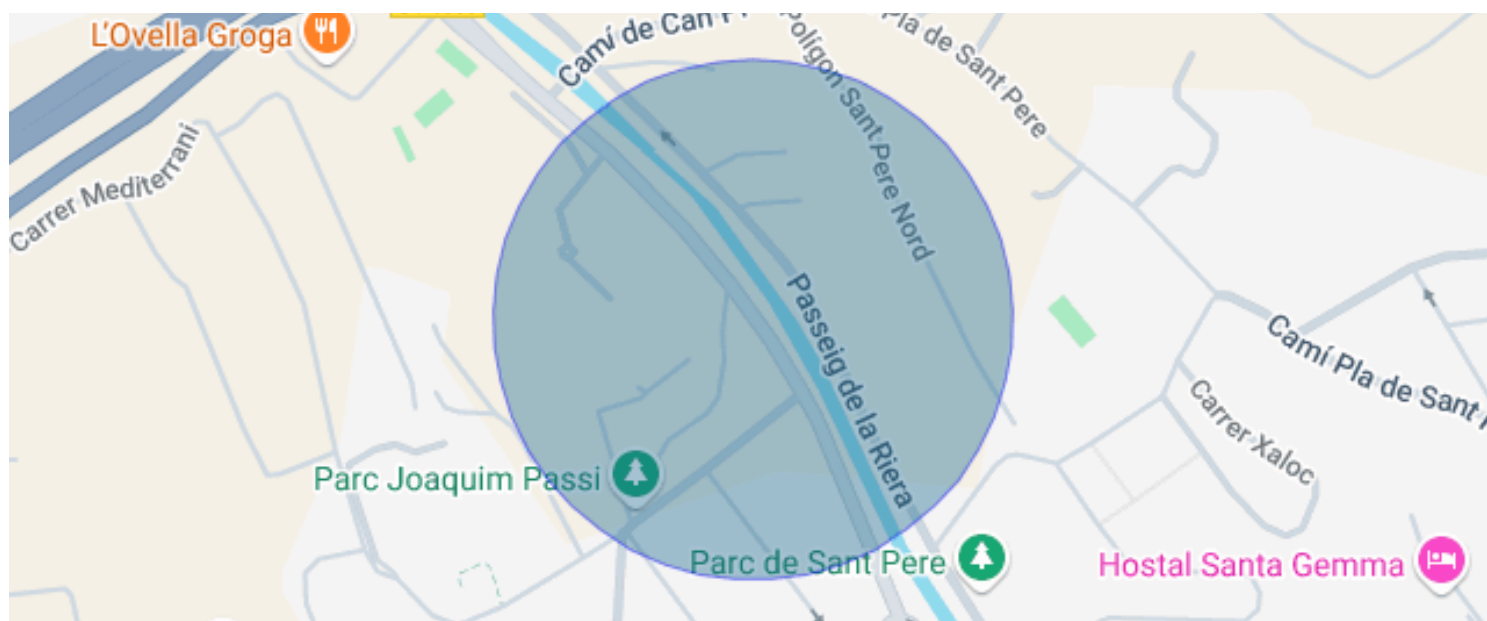 L'Ovella Groga
Camí de Can
Polígon Sant Pere Nord
Pla de Sant Pere
Carrer Mediterrani
Passeig de la Riera
Camí Pla de Sant
Carrer Xaloc
Parc Joaquim Passi
Parc de Sant Pere
Hostal Santa Gemma